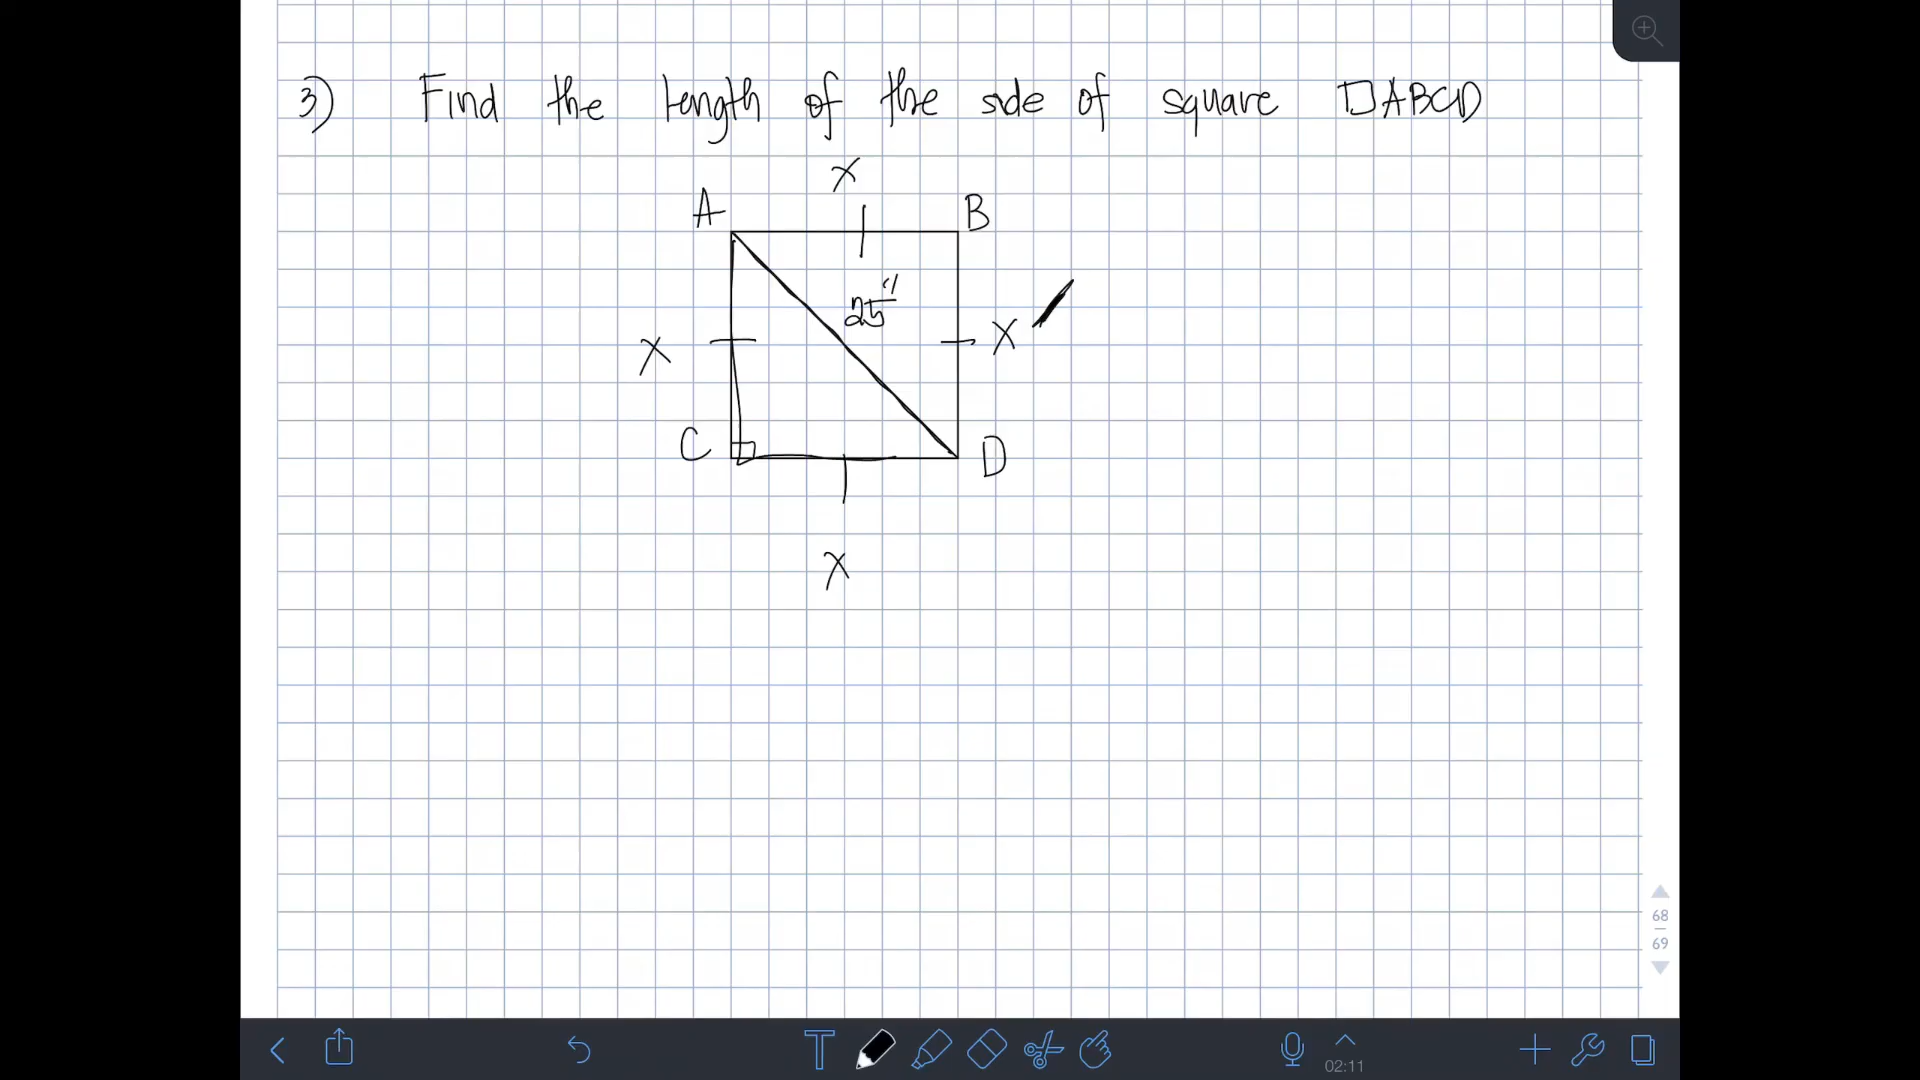 3) Find the length of the side of square □ABCD
X
A B
25"
X X
C D
X
68
69
T
02:11